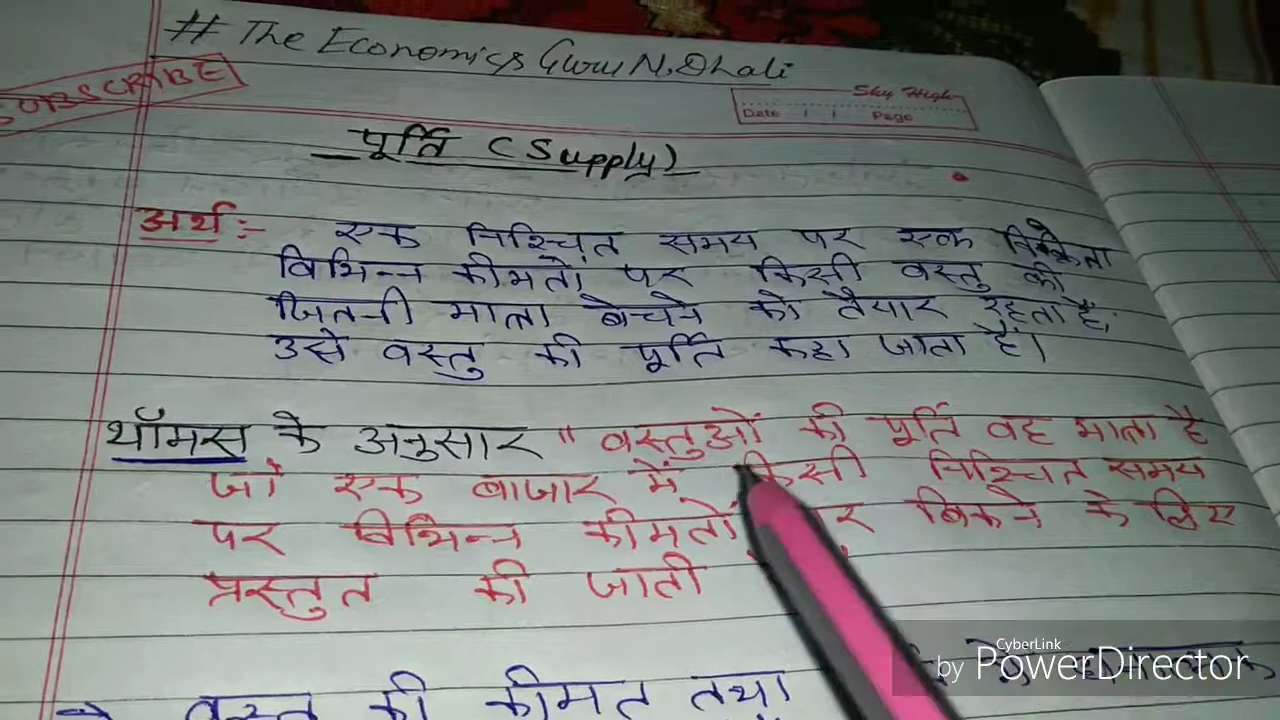 # The Economics Guru N. Dhali
SUBSCRIBE
Sky High
Date / / Page
पूर्ति (Supply)
अर्थ :- एक निश्चित समय पर एक विक्रेता
विभिन्न कीमतों पर किसी वस्तु की
जितनी मात्रा बेचने को तैयार रहता है,
उसे वस्तु की पूर्ति कहा जाता है।
थॉमस के अनुसार " वस्तुओं की पूर्ति वह मात्रा है
जो एक बाजार में किसी निश्चित समय
पर विभिन्न कीमतों पर बिकने के लिए
प्रस्तुत की जाती
→ वस्तु की कीमत तथा
CyberLink
by PowerDirector